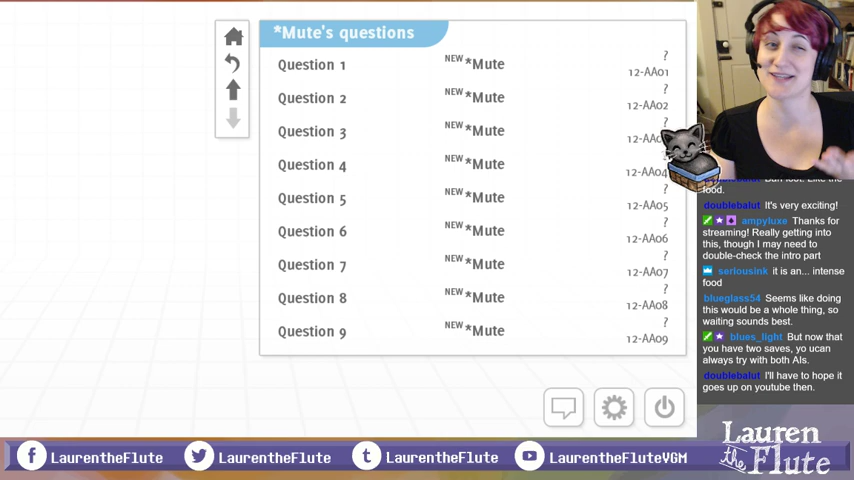 *Mute's questions
Question 1 NEW *Mute ?
12-AA01
Question 2 NEW *Mute ?
12-AA02
Question 3 NEW *Mute ?
Question 4 NEW *Mute
12-AA04
Question 5 NEW *Mute ?
12-AA05
Question 6 NEW *Mute ?
12-AA06
Question 7 NEW *Mute ?
12-AA07
Question 8 NEW *Mute ?
12-AA08
Question 9 NEW *Mute ?
12-AA09
food.
doublebalut It's very exciting!
ampyluxe Thanks for
streaming! Really getting into
this, though I may need to
double-check the intro part
seriousink it is an... intense
food
blueglass54 Seems like doing
this would be a whole thing, so
waiting sounds best.
blues_light But now that
you have two saves, yo ucan
always try with both AIs.
doublebalut I'll have to hope it
goes up on youtube then.
LaurentheFlute LaurentheFlute LaurentheFlute LaurentheFluteVGM
Lauren
the Flute